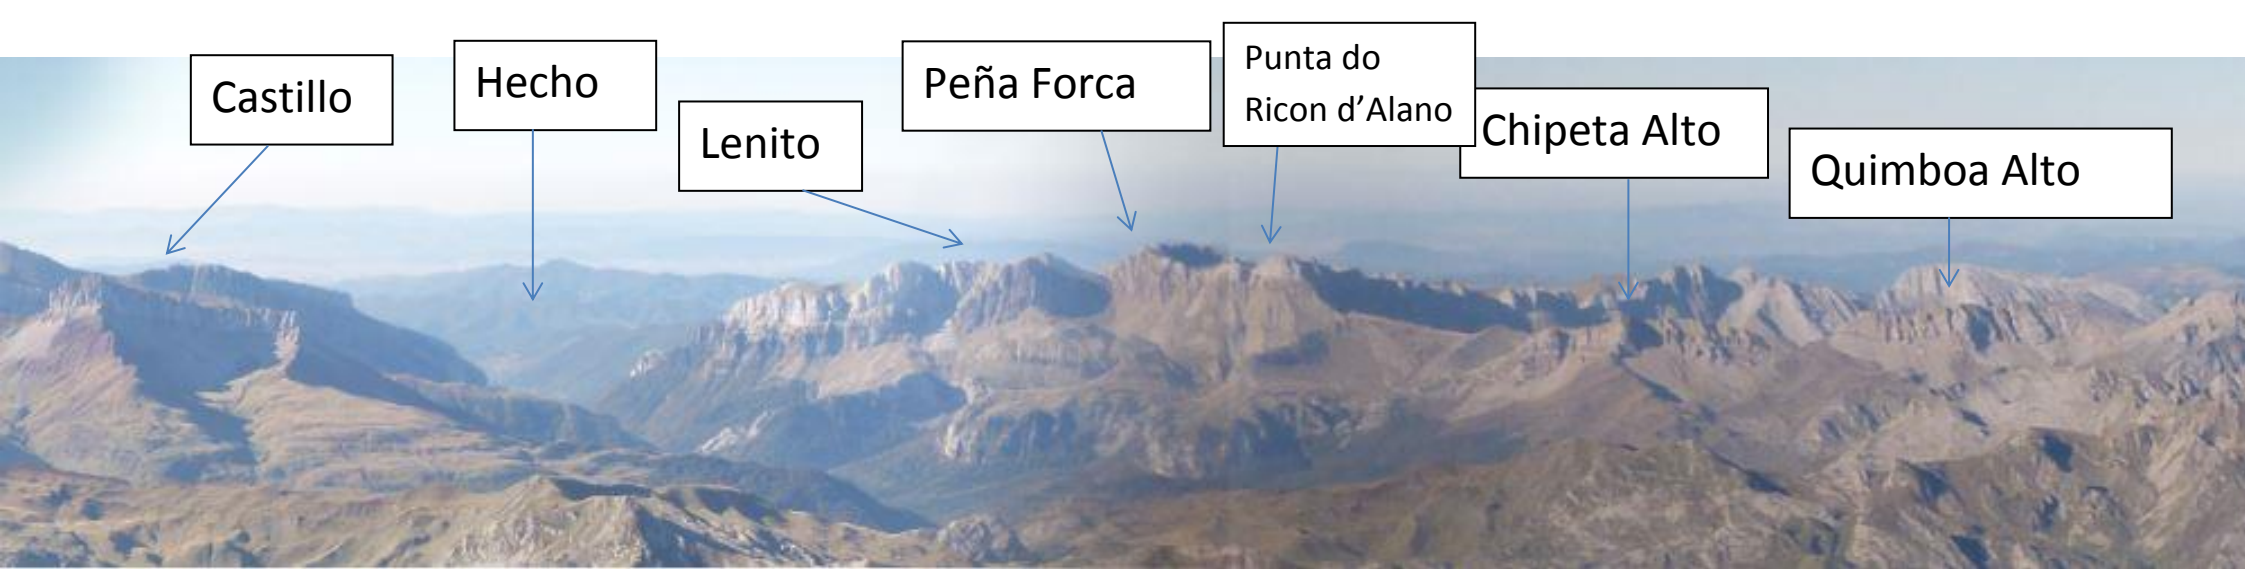 Castillo
Hecho
Lenito
Peña Forca
Punta do
Ricon d'Alano
Chipeta Alto
Quimboa Alto